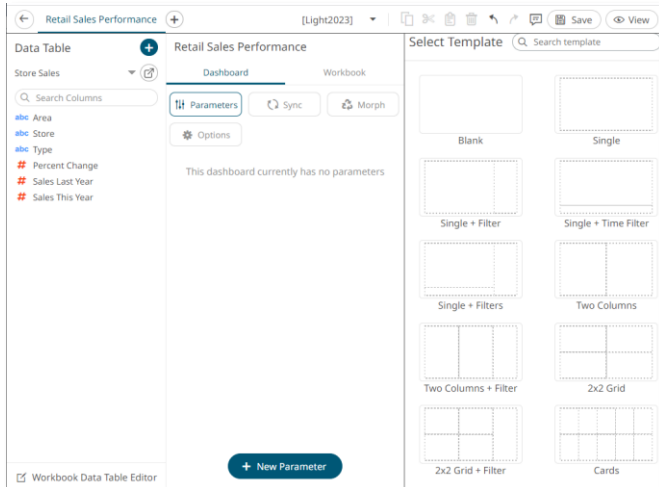 Retail Sales Performance
[Light2023]
Save
View
Data Table
Store Sales
Search Columns
abc Area
abc Store
abc Type
# Percent Change
# Sales Last Year
# Sales This Year
Workbook Data Table Editor
Retail Sales Performance
Dashboard
Workbook
Parameters
Sync
Morph
Options
This dashboard currently has no parameters
+ New Parameter
Select Template
Search template
Blank
Single
Single + Filter
Single + Time Filter
Single + Filters
Two Columns
Two Columns + Filter
2x2 Grid
2x2 Grid + Filter
Cards